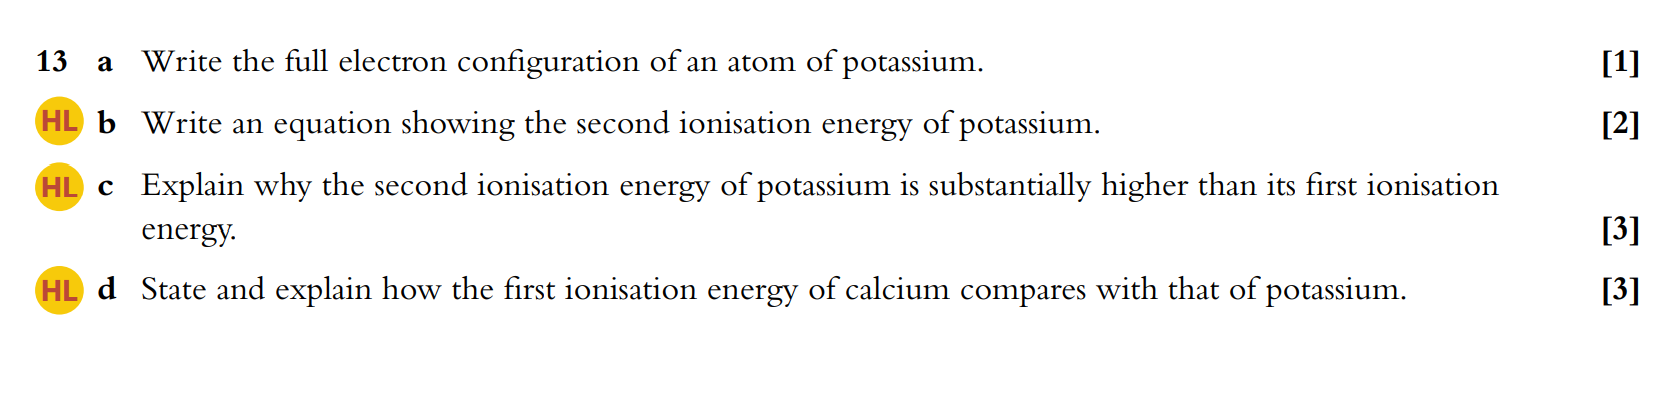 13 a Write the full electron configuration of an atom of potassium. [1]
HL b Write an equation showing the second ionisation energy of potassium. [2]
HL c Explain why the second ionisation energy of potassium is substantially higher than its first ionisation
energy. [3]
HL d State and explain how the first ionisation energy of calcium compares with that of potassium. [3]